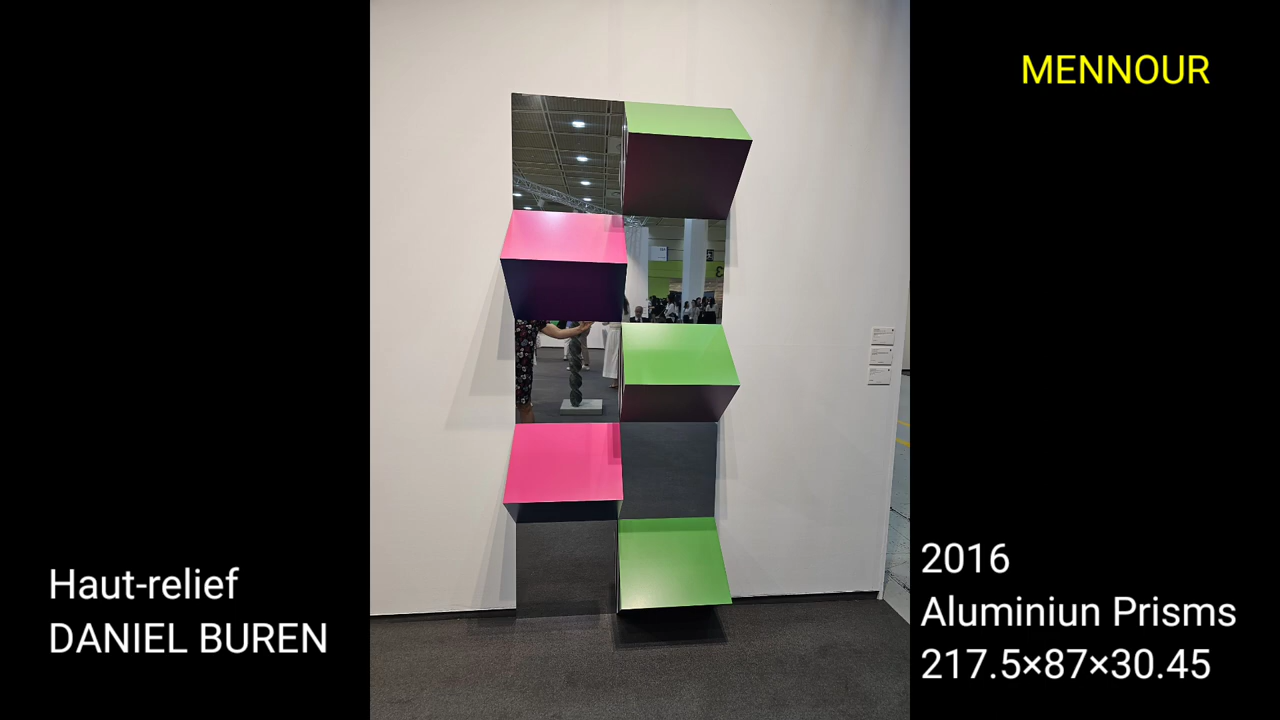 MENNOUR
Haut-relief
DANIEL BUREN
2016
Aluminiun Prisms
217.5×87×30.45